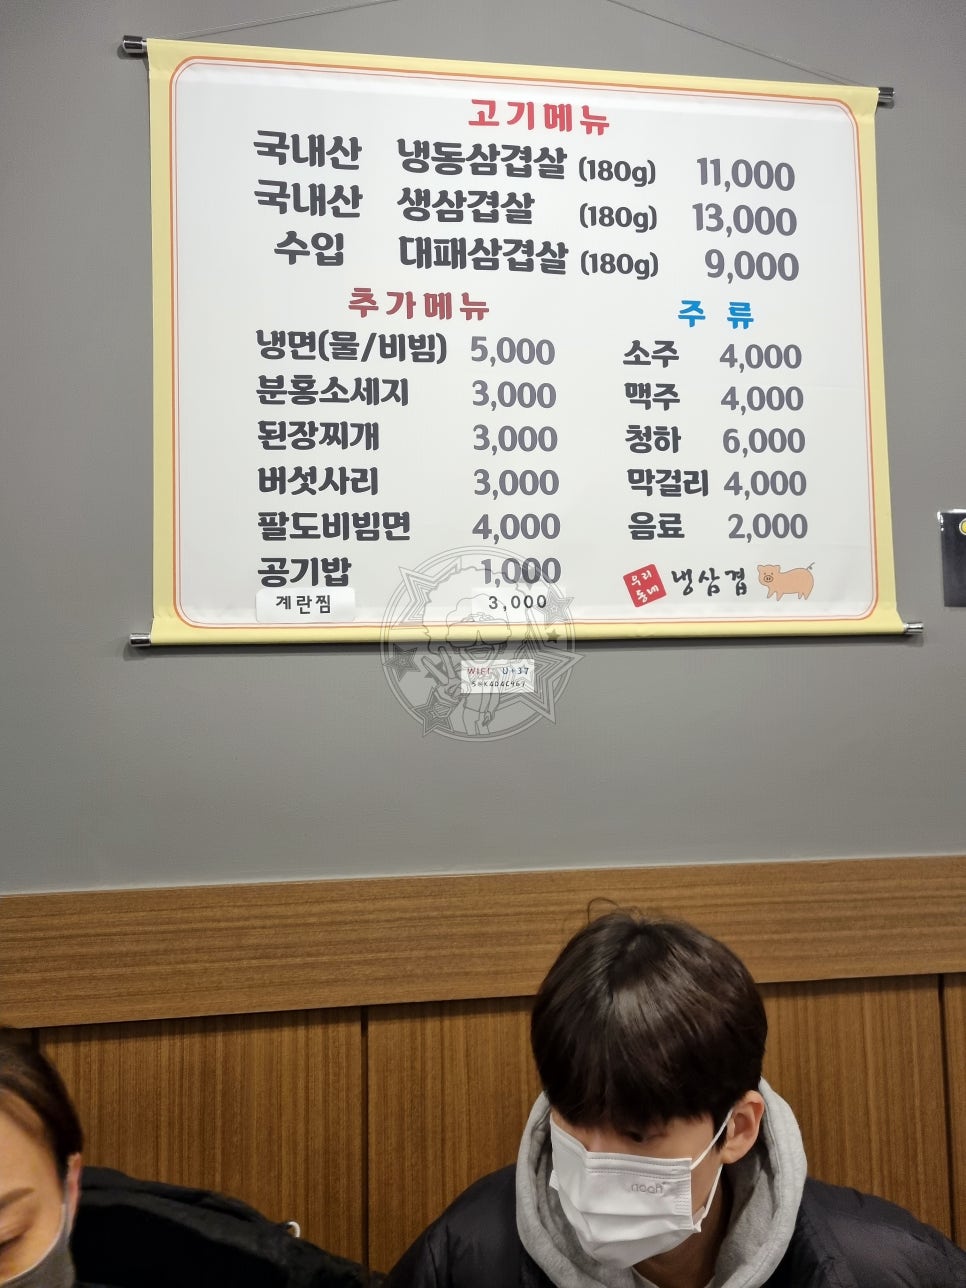 고기메뉴
국내산 냉동삼겹살 (180g) 11,000
국내산 생삼겹살 (180g) 13,000
수입 대패삼겹살 (180g) 9,000
추가메뉴
냉면(물/비빔) 5,000
분홍소세지 3,000
된장찌개 3,000
버섯사리 3,000
팔도비빔면 4,000
공기밥 1,000
계란찜 3,000
주류
소주 4,000
맥주 4,000
청하 6,000
막걸리 4,000
음료 2,000
우리
동네
냉삼겹
noon